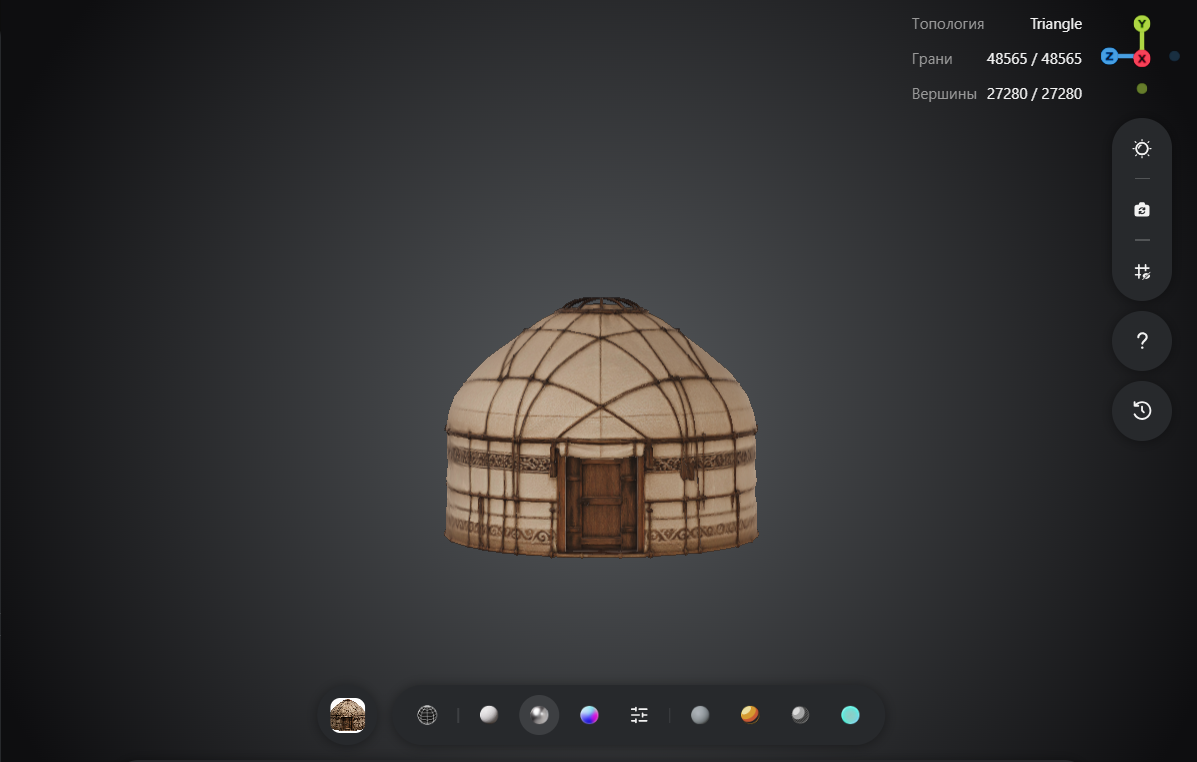 Топология Triangle
Грани 48565 / 48565
Вершины 27280 / 27280
Y
Z
X
?